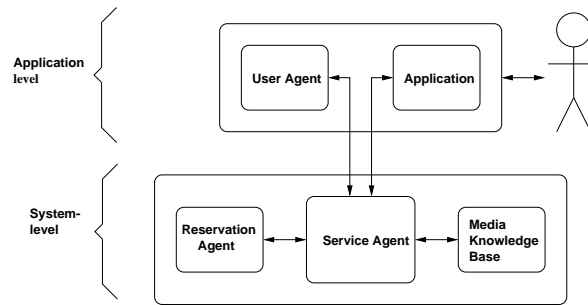 Application
level
User Agent
Application
System-
level
Reservation
Agent
Service Agent
Media
Knowledge
Base